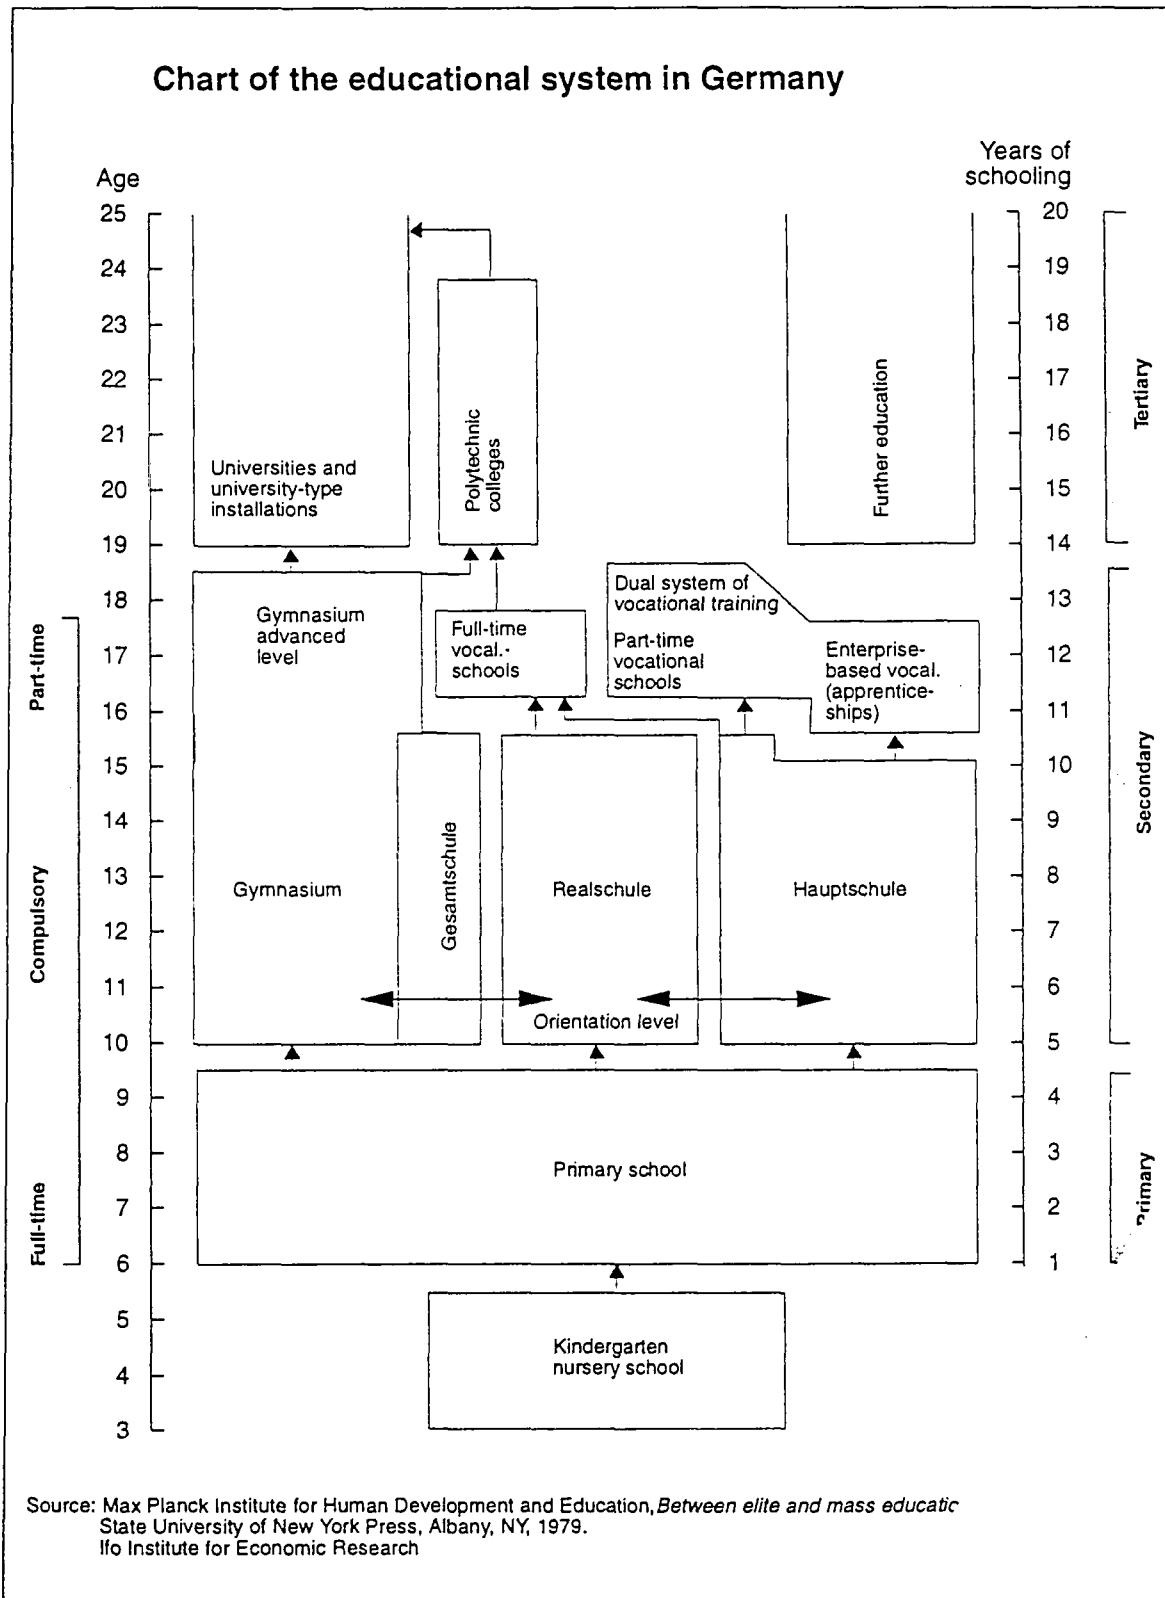 Chart of the educational system in Germany
Age
Years of
schooling
25
24
23
22
21
20
19
18
17
16
15
14
13
12
11
10
9
8
7
6
5
4
3
20
19
18
17
16
15
14
13
12
11
10
9
8
7
6
5
4
3
2
1
Part-time
Compulsory
Full-time
Tertiary
Secondary
Primary
Universities and
university-type
installations
Polytechnic
colleges
Further education
Gymnasium
advanced
level
Full-time
vocal.-
schools
Dual system of
vocational training
Part-time
vocational
schools
Enterprise-
based vocal.
(apprentice-
ships)
Gymnasium
Gesamtschule
Realschule
Hauptschule
Orientation level
Primary school
Kindergarten
nursery school
Source: Max Planck Institute for Human Development and Education, Between elite and mass educatic
State University of New York Press, Albany, NY, 1979.
Ifo Institute for Economic Research